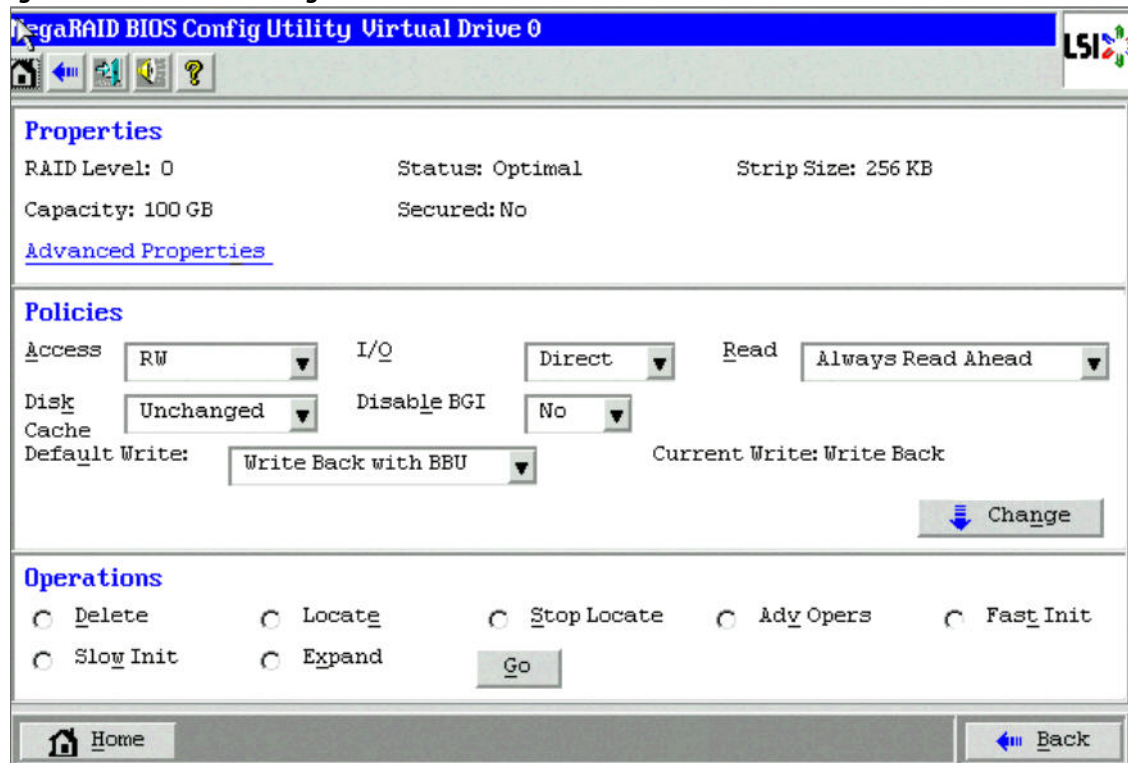 MegaRAID BIOS Config Utility Virtual Drive 0
LSI
Properties
RAID Level: 0 Status: Optimal Strip Size: 256 KB
Capacity: 100 GB Secured: No
Advanced Properties
Policies
Access RW I/O Direct Read Always Read Ahead
Disk Cache Unchanged Disable BGI No
Default Write: Write Back with BBU Current Write: Write Back
Change
Operations
Delete Locate Stop Locate Adv Opers Fast Init
Slow Init Expand Go
Home Back